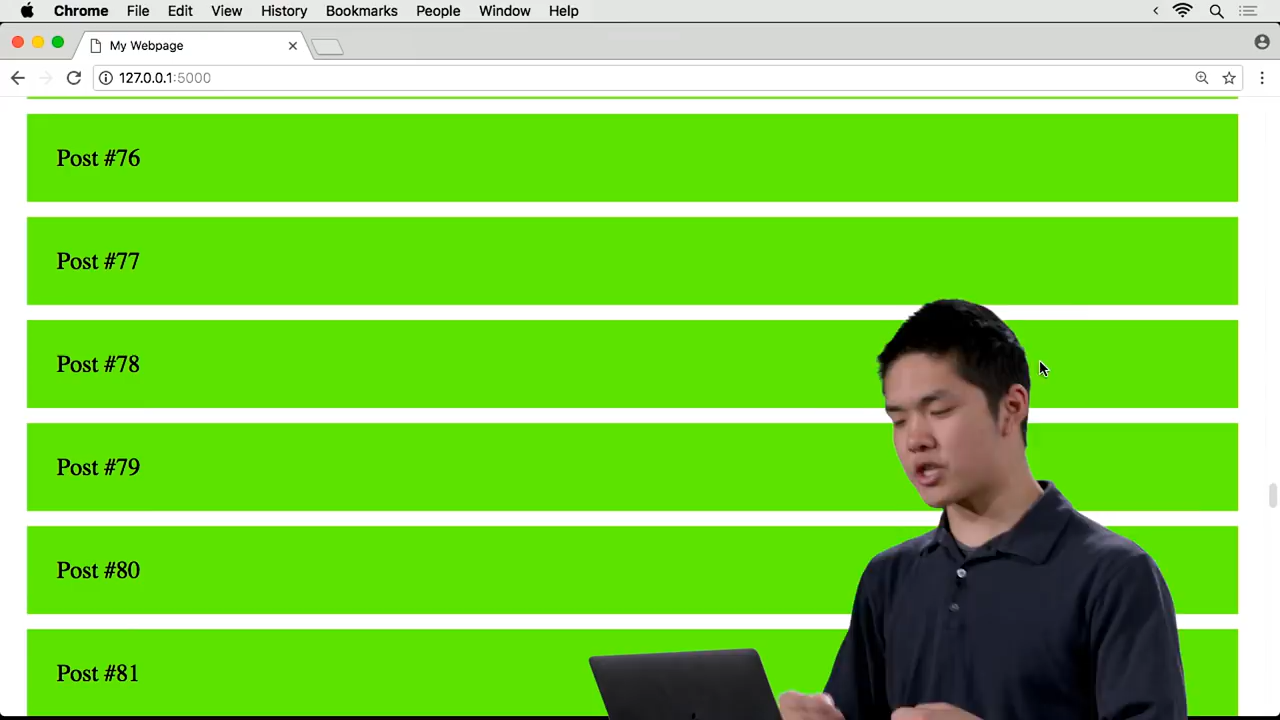 Chrome File Edit View History Bookmarks People Window Help
My Webpage
127.0.0.1:5000
Post #76
Post #77
Post #78
Post #79
Post #80
Post #81